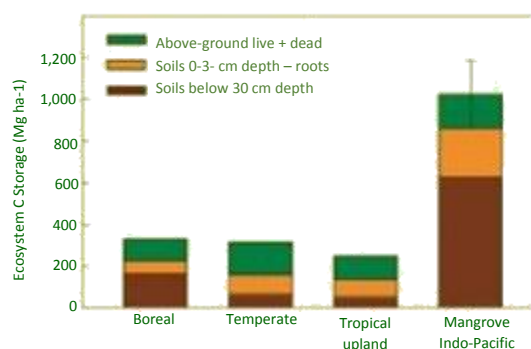 Ecosystem C Storage (Mg ha-1)
1,200
1,000
800
600
400
200
0
Above-ground live + dead
Soils 0-3- cm depth – roots
Soils below 30 cm depth
Boreal
Temperate
Tropical
upland
Mangrove
Indo-Pacific